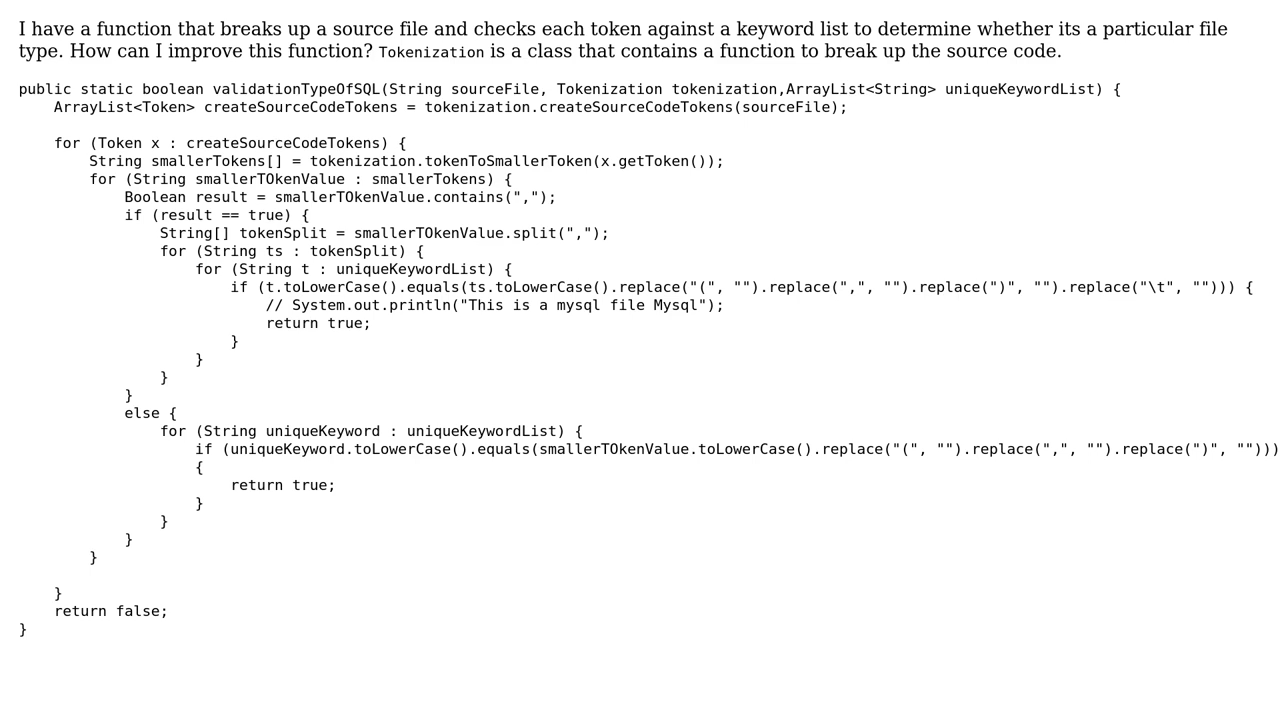 I have a function that breaks up a source file and checks each token against a keyword list to determine whether its a particular file
type. How can I improve this function? Tokenization is a class that contains a function to break up the source code.
public static boolean validationTypeOfSQL(String sourceFile, Tokenization tokenization,ArrayList<String> uniqueKeywordList) {
    ArrayList<Token> createSourceCodeTokens = tokenization.createSourceCodeTokens(sourceFile);
    for (Token x : createSourceCodeTokens) {
        String smallerTokens[] = tokenization.tokenToSmallerToken(x.getToken());
        for (String smallerTOkenValue : smallerTokens) {
            Boolean result = smallerTOkenValue.contains(",");
            if (result == true) {
                String[] tokenSplit = smallerTOkenValue.split(",");
                for (String ts : tokenSplit) {
                    for (String t : uniqueKeywordList) {
                        if (t.toLowerCase().equals(ts.toLowerCase().replace("(", "").replace(",", "").replace(")", "").replace("\t", ""))) {
                            // System.out.println("This is a mysql file Mysql");
                            return true;
                        }
                    }
                }
            }
            else {
                for (String uniqueKeyword : uniqueKeywordList) {
                    if (uniqueKeyword.toLowerCase().equals(smallerTOkenValue.toLowerCase().replace("(", "").replace(",", "").replace(")", "")))
                    {
                        return true;
                    }
                }
            }
        }
    }
    return false;
}